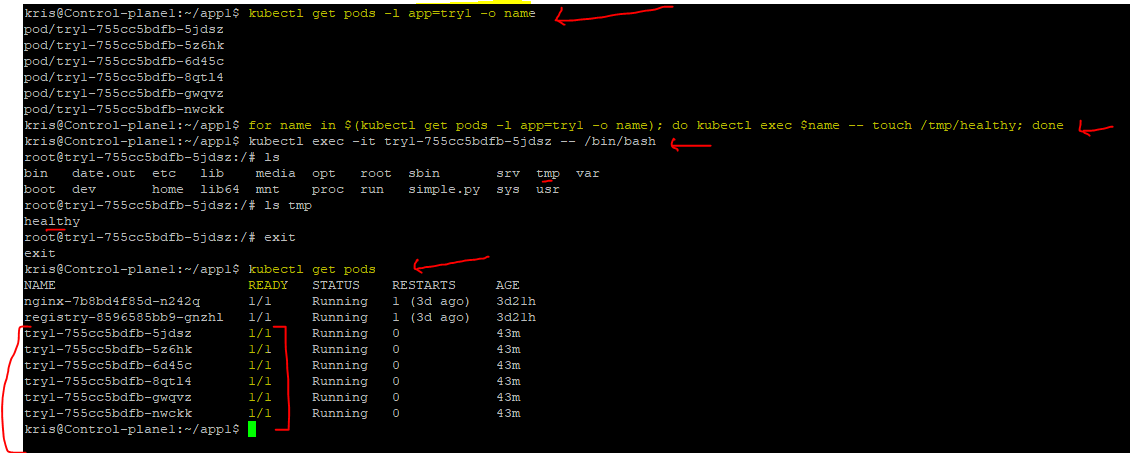 kris@Control-plane1:~/app1$ kubectl get pods -l app=try1 -o name
pod/try1-755cc5bdfb-5jdsz
pod/try1-755cc5bdfb-5z6hk
pod/try1-755cc5bdfb-6d45c
pod/try1-755cc5bdfb-8qtl4
pod/try1-755cc5bdfb-gwqvz
pod/try1-755cc5bdfb-nwckk
kris@Control-plane1:~/app1$ for name in $(kubectl get pods -l app=try1 -o name); do kubectl exec $name -- touch /tmp/healthy; done
kris@Control-plane1:~/app1$ kubectl exec -it try1-755cc5bdfb-5jdsz -- /bin/bash
root@try1-755cc5bdfb-5jdsz:/# ls
bin   date.out  etc   lib    media  opt   root  sbin       srv  tmp  var
boot  dev       home  lib64  mnt    proc  run   simple.py  sys  usr
root@try1-755cc5bdfb-5jdsz:/# ls tmp
healthy
root@try1-755cc5bdfb-5jdsz:/# exit
exit
kris@Control-plane1:~/app1$ kubectl get pods
NAME                        READY   STATUS    RESTARTS     AGE
nginx-7b8bd4f85d-n242q      1/1     Running   1 (3d ago)   3d21h
registry-8596585bb9-gnzhl   1/1     Running   1 (3d ago)   3d21h
try1-755cc5bdfb-5jdsz       1/1     Running   0            43m
try1-755cc5bdfb-5z6hk       1/1     Running   0            43m
try1-755cc5bdfb-6d45c       1/1     Running   0            43m
try1-755cc5bdfb-8qtl4       1/1     Running   0            43m
try1-755cc5bdfb-gwqvz       1/1     Running   0            43m
try1-755cc5bdfb-nwckk       1/1     Running   0            43m
kris@Control-plane1:~/app1$